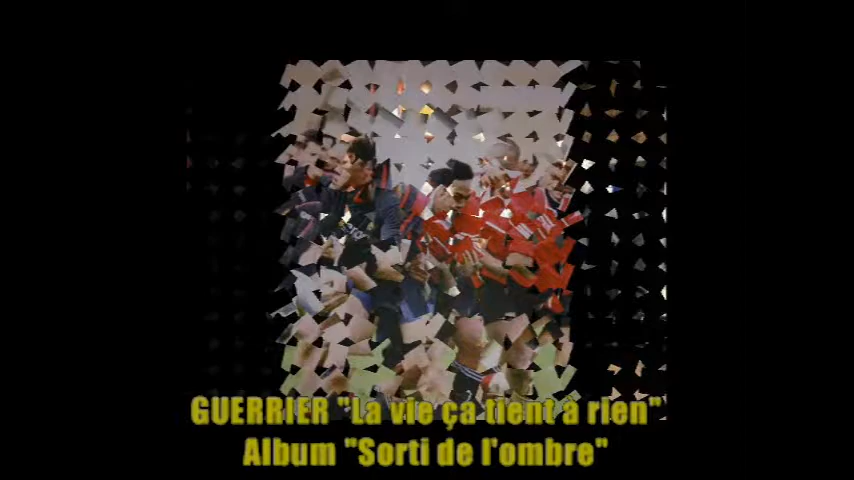 GUERRIER "La vie ça tient à rien"
Album "Sorti de l'ombre"